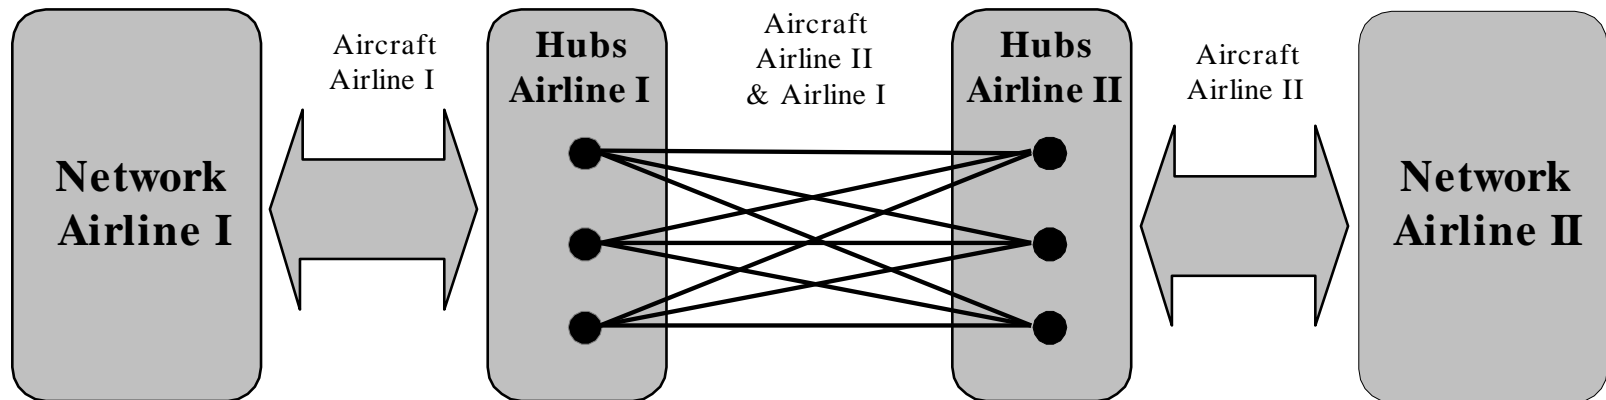 Network
Airline I
Aircraft
Airline I
Hubs
Airline I
Aircraft
Airline II
& Airline I
Hubs
Airline II
Aircraft
Airline II
Network
Airline II